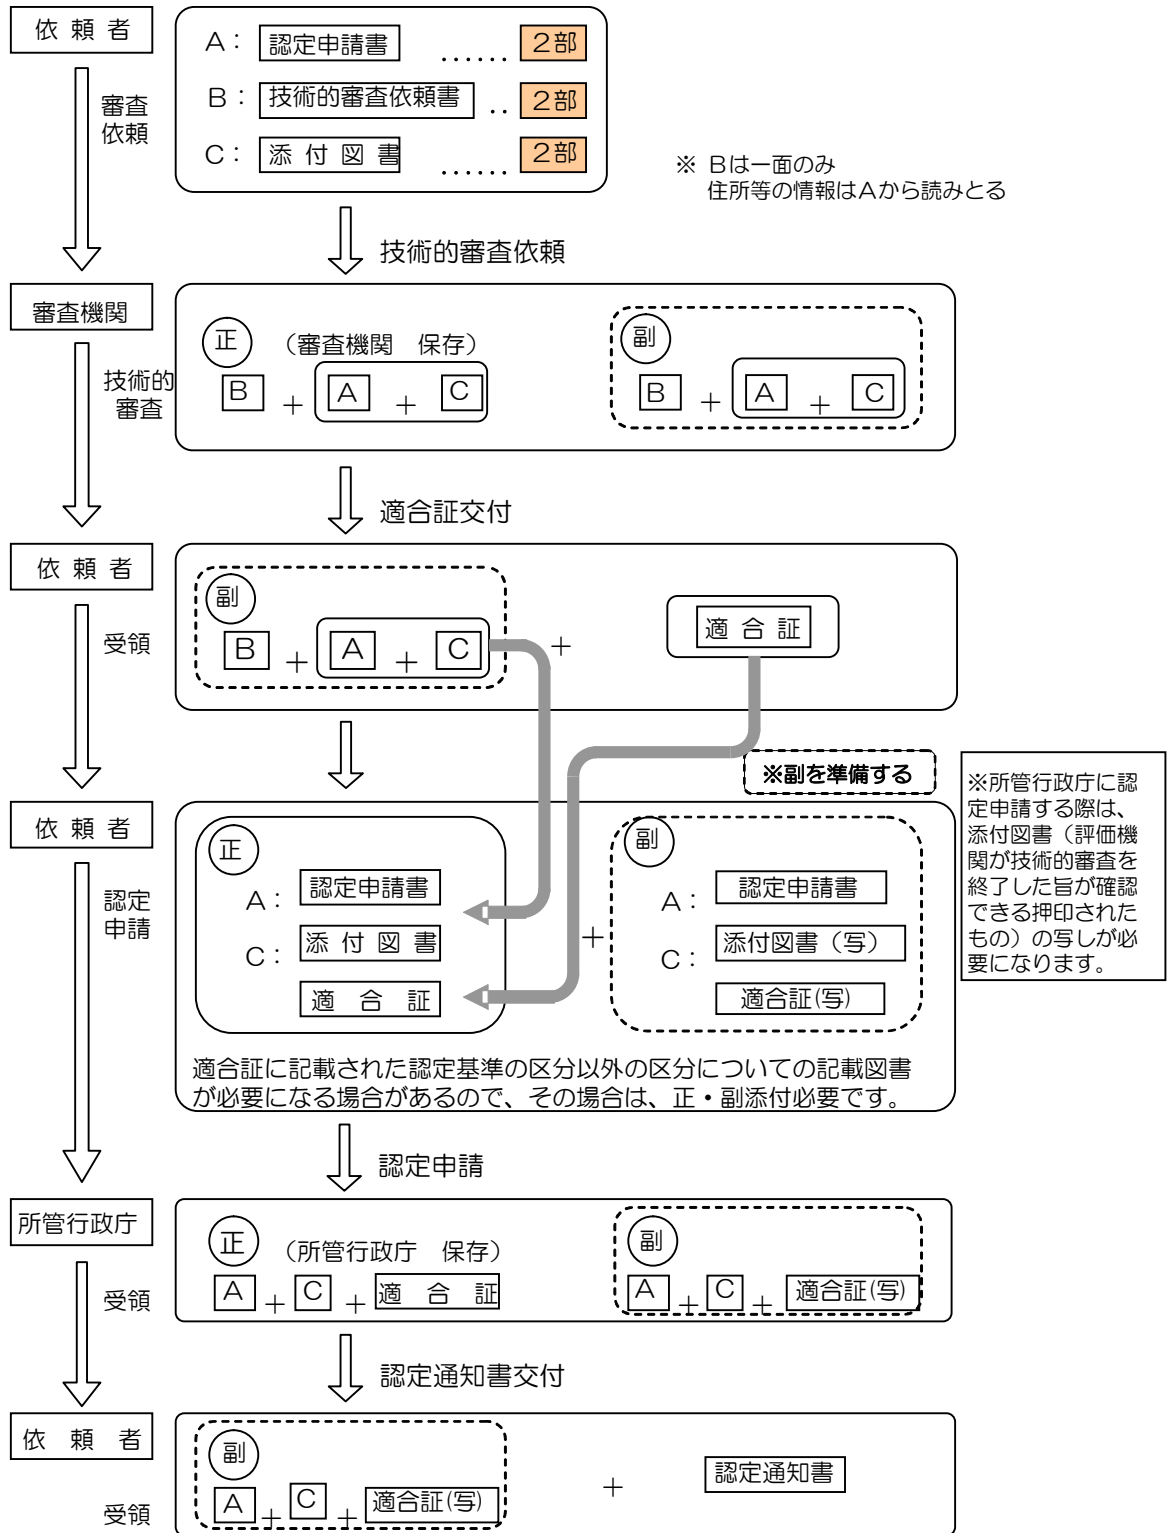 依 頼 者
A： 認定申請書 …… ２部
B： 技術的審査依頼書 ‥ ２部
C： 添 付 図 書 …… ２部
審査
依頼
※ Bは一面のみ
住所等の情報はAから読みとる
技術的審査依頼
審査機関
正 （審査機関 保存）
B ＋ A ＋ C
副
B ＋ A ＋ C
技術的
審査
適合証交付
依 頼 者
副
B ＋ A ＋ C ＋ 適 合 証
受領
※副を準備する
※所管行政庁に認
定申請する際は、
添付図書（評価機
関が技術的審査を
終了した旨が確認
できる押印された
もの）の写しが必
要になります。
依 頼 者
認定
申請
正
A： 認定申請書
C： 添 付 図 書
適 合 証
＋
副
A： 認定申請書
C： 添付図書（写）
適合証(写)
適合証に記載された認定基準の区分以外の区分についての記載図書
が必要になる場合があるので、その場合は、正・副添付必要です。
認定申請
所管行政庁
正 （所管行政庁 保存）
A ＋ C ＋ 適 合 証
副
A ＋ C ＋ 適合証(写)
受領
認定通知書交付
依 頼 者
副
A ＋ C ＋ 適合証(写) ＋ 認定通知書
受領